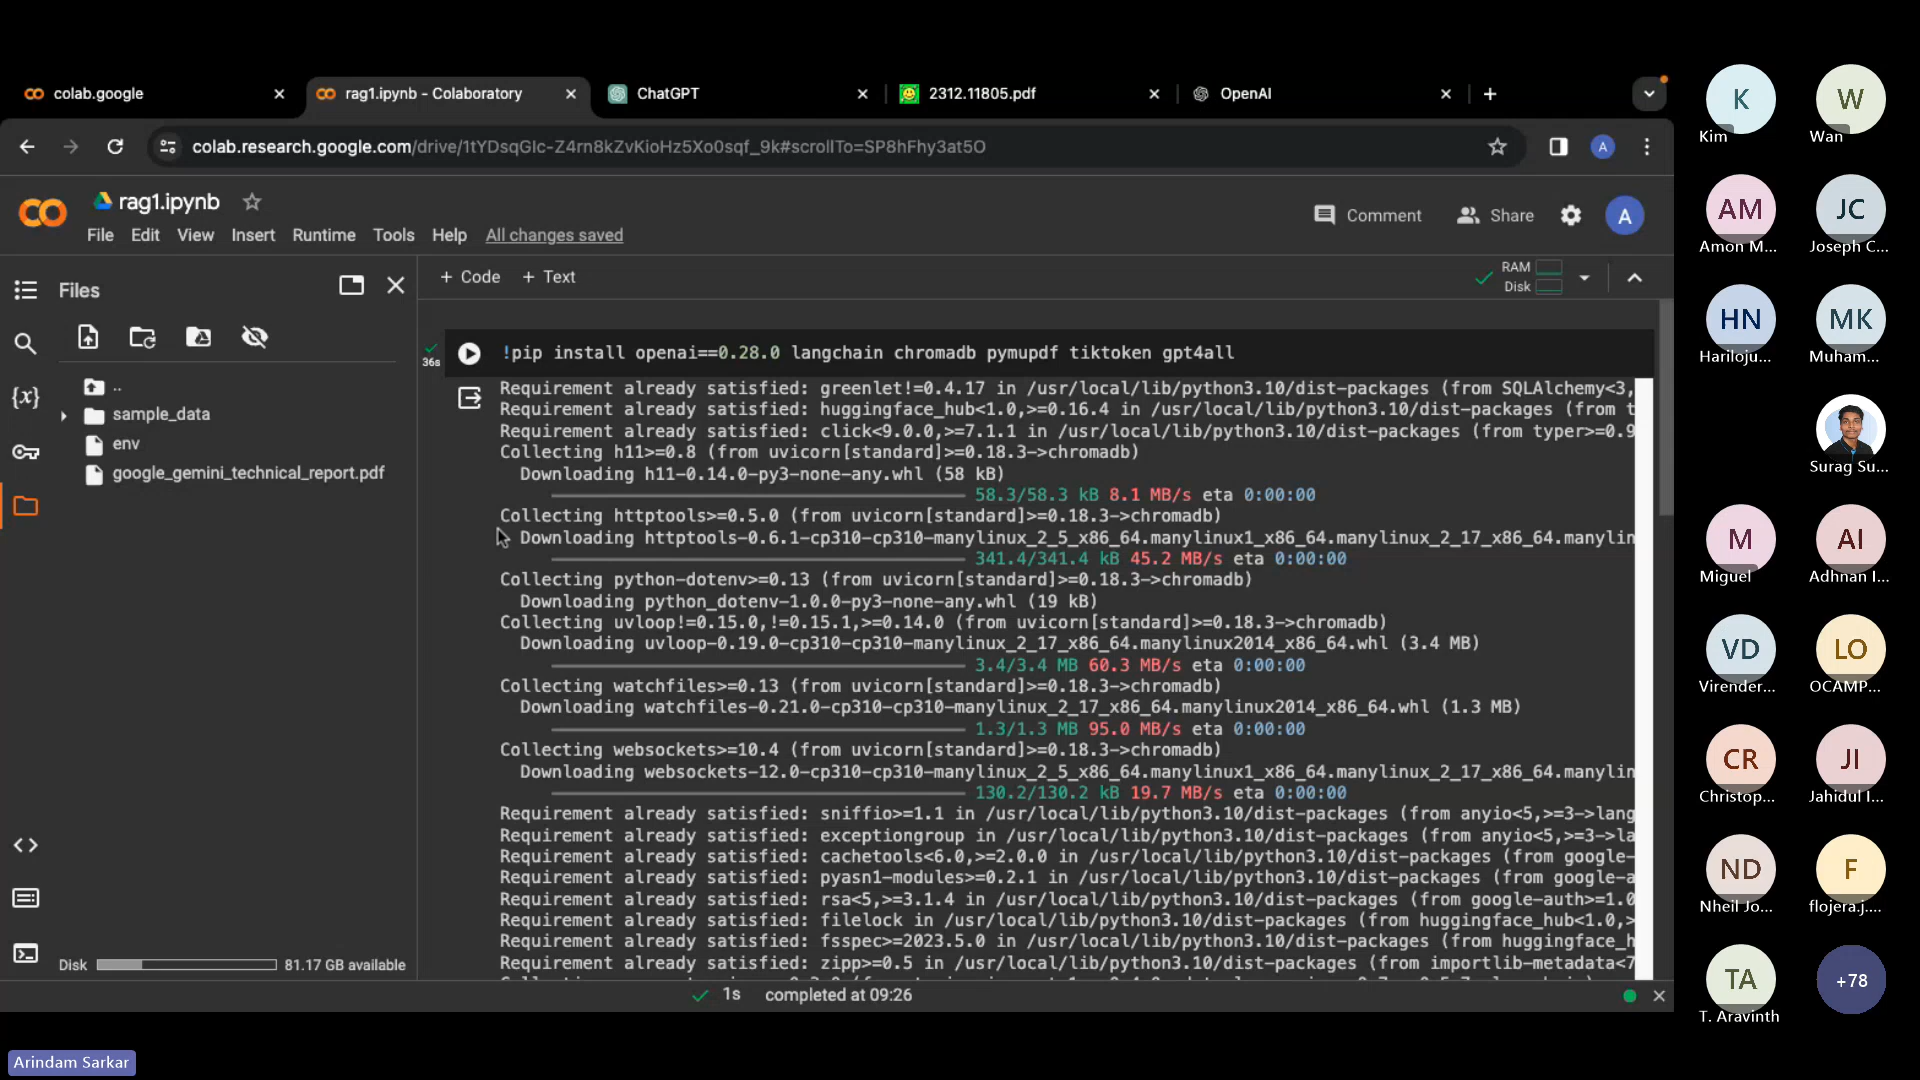 colab.google
rag1.ipynb - Colaboratory
ChatGPT
2312.11805.pdf
OpenAI
colab.research.google.com/drive/1tYDsqGIc-Z4rn8kZvKioHz5Xo0sqf_9k#scrollTo=SP8hFhy3at5O
A
rag1.ipynb
Comment
Share
A
File Edit View Insert Runtime Tools Help All changes saved
Files
+ Code + Text
RAM
Disk
..
sample_data
env
google_gemini_technical_report.pdf
{x}
Disk 81.17 GB available
36s
!pip install openai==0.28.0 langchain chromadb pymupdf tiktoken gpt4all
Requirement already satisfied: greenlet!=0.4.17 in /usr/local/lib/python3.10/dist-packages (from SQLAlchemy<3,
Requirement already satisfied: huggingface_hub<1.0,>=0.16.4 in /usr/local/lib/python3.10/dist-packages (from t
Requirement already satisfied: click<9.0.0,>=7.1.1 in /usr/local/lib/python3.10/dist-packages (from typer>=0.9
Collecting h11>=0.8 (from uvicorn[standard]>=0.18.3->chromadb)
Downloading h11-0.14.0-py3-none-any.whl (58 kB)
58.3/58.3 kB 8.1 MB/s eta 0:00:00
Collecting httptools>=0.5.0 (from uvicorn[standard]>=0.18.3->chromadb)
Downloading httptools-0.6.1-cp310-cp310-manylinux_2_5_x86_64.manylinux1_x86_64.manylinux_2_17_x86_64.manylin
341.4/341.4 kB 45.2 MB/s eta 0:00:00
Collecting python-dotenv>=0.13 (from uvicorn[standard]>=0.18.3->chromadb)
Downloading python_dotenv-1.0.0-py3-none-any.whl (19 kB)
Collecting uvloop!=0.15.0,!=0.15.1,>=0.14.0 (from uvicorn[standard]>=0.18.3->chromadb)
Downloading uvloop-0.19.0-cp310-cp310-manylinux_2_17_x86_64.manylinux2014_x86_64.whl (3.4 MB)
3.4/3.4 MB 60.3 MB/s eta 0:00:00
Collecting watchfiles>=0.13 (from uvicorn[standard]>=0.18.3->chromadb)
Downloading watchfiles-0.21.0-cp310-cp310-manylinux_2_17_x86_64.manylinux2014_x86_64.whl (1.3 MB)
1.3/1.3 MB 95.0 MB/s eta 0:00:00
Collecting websockets>=10.4 (from uvicorn[standard]>=0.18.3->chromadb)
Downloading websockets-12.0-cp310-cp310-manylinux_2_5_x86_64.manylinux1_x86_64.manylinux_2_17_x86_64.manylin
130.2/130.2 kB 19.7 MB/s eta 0:00:00
Requirement already satisfied: sniffio>=1.1 in /usr/local/lib/python3.10/dist-packages (from anyio<5,>=3->lang
Requirement already satisfied: exceptiongroup in /usr/local/lib/python3.10/dist-packages (from anyio<5,>=3->la
Requirement already satisfied: cachetools<6.0,>=2.0.0 in /usr/local/lib/python3.10/dist-packages (from google-
Requirement already satisfied: pyasn1-modules>=0.2.1 in /usr/local/lib/python3.10/dist-packages (from google-a
Requirement already satisfied: rsa<5,>=3.1.4 in /usr/local/lib/python3.10/dist-packages (from google-auth>=1.0
Requirement already satisfied: filelock in /usr/local/lib/python3.10/dist-packages (from huggingface_hub<1.0,>
Requirement already satisfied: fsspec>=2023.5.0 in /usr/local/lib/python3.10/dist-packages (from huggingface_h
Requirement already satisfied: zipp>=0.5 in /usr/local/lib/python3.10/dist-packages (from importlib-metadata<7
1s completed at 09:26
K W
Kim Wan
AM JC
Amon M... Joseph C...
HN MK
Hariloju... Muham...
Surag Su...
M AI
Miguel Adhnan I...
VD LO
Virender... OCAMP...
CR JI
Christop... Jahidul I...
ND F
Nheil Jo... flojera.j....
TA +78
T. Aravinth
Arindam Sarkar